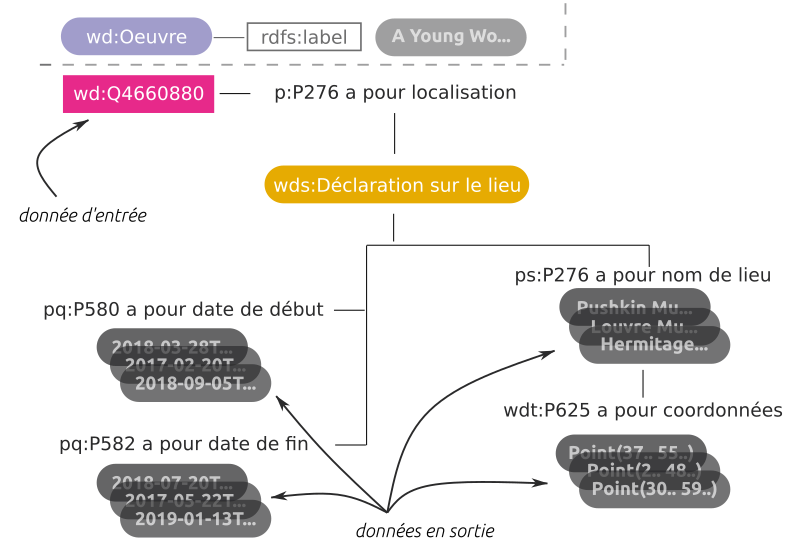 wd:Oeuvre
rdfs:label
A Young Wo...
wd:Q4660880
p:P276 a pour localisation
wds:Déclaration sur le lieu
donnée d'entrée
ps:P276 a pour nom de lieu
Pushkin Mu...
Louvre Mu...
Hermitage...
pq:P580 a pour date de début
2018-03-28T...
2017-02-20T...
2018-09-05T...
wdt:P625 a pour coordonnées
Point(37.. 55..)
Point(2.. 48..)
Point(30.. 59..)
pq:P582 a pour date de fin
2018-07-20T...
2017-05-22T...
2019-01-13T...
données en sortie